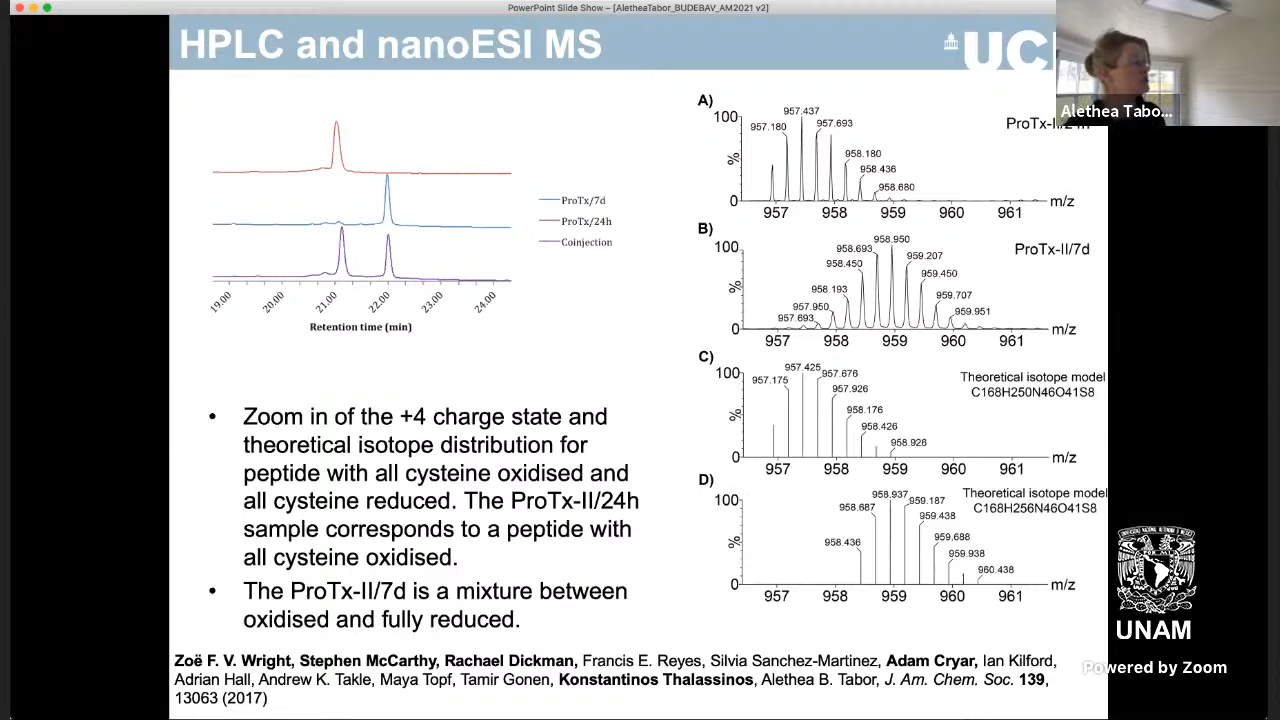 PowerPoint Slide Show – [AletheaTabor_BUDEBAV_AM2021 v2]
HPLC and nanoESI MS
UCL
Alethea Tabo...
ProTx/7d
ProTx/24h
Coinjection
19.00
20.00
21.00
22.00
23.00
24.00
Retention time (min)
A)
ProTx-II/24h
100
%
0
957.180
957.437
957.693
958.180
958.436
958.680
957
958
959
960
961
m/z
B)
ProTx-II/7d
100
%
0
957.693
957.950
958.193
958.450
958.693
958.950
959.207
959.450
959.707
959.951
957
958
959
960
961
m/z
C)
Theoretical isotope model
C168H250N46O41S8
100
%
0
957.175
957.425
957.676
957.926
958.176
958.426
958.926
957
958
959
960
961
m/z
D)
Theoretical isotope model
C168H256N46O41S8
100
%
0
958.436
958.687
958.937
959.187
959.438
959.688
959.938
960.438
957
958
959
960
961
m/z
• Zoom in of the +4 charge state and
theoretical isotope distribution for
peptide with all cysteine oxidised and
all cysteine reduced. The ProTx-II/24h
sample corresponds to a peptide with
all cysteine oxidised.
• The ProTx-II/7d is a mixture between
oxidised and fully reduced.
Zoë F. V. Wright, Stephen McCarthy, Rachael Dickman, Francis E. Reyes, Silvia Sanchez-Martinez, Adam Cryar, Ian Kilford,
Adrian Hall, Andrew K. Takle, Maya Topf, Tamir Gonen, Konstantinos Thalassinos, Alethea B. Tabor, J. Am. Chem. Soc. 139,
13063 (2017)
UNAM
Powered by Zoom